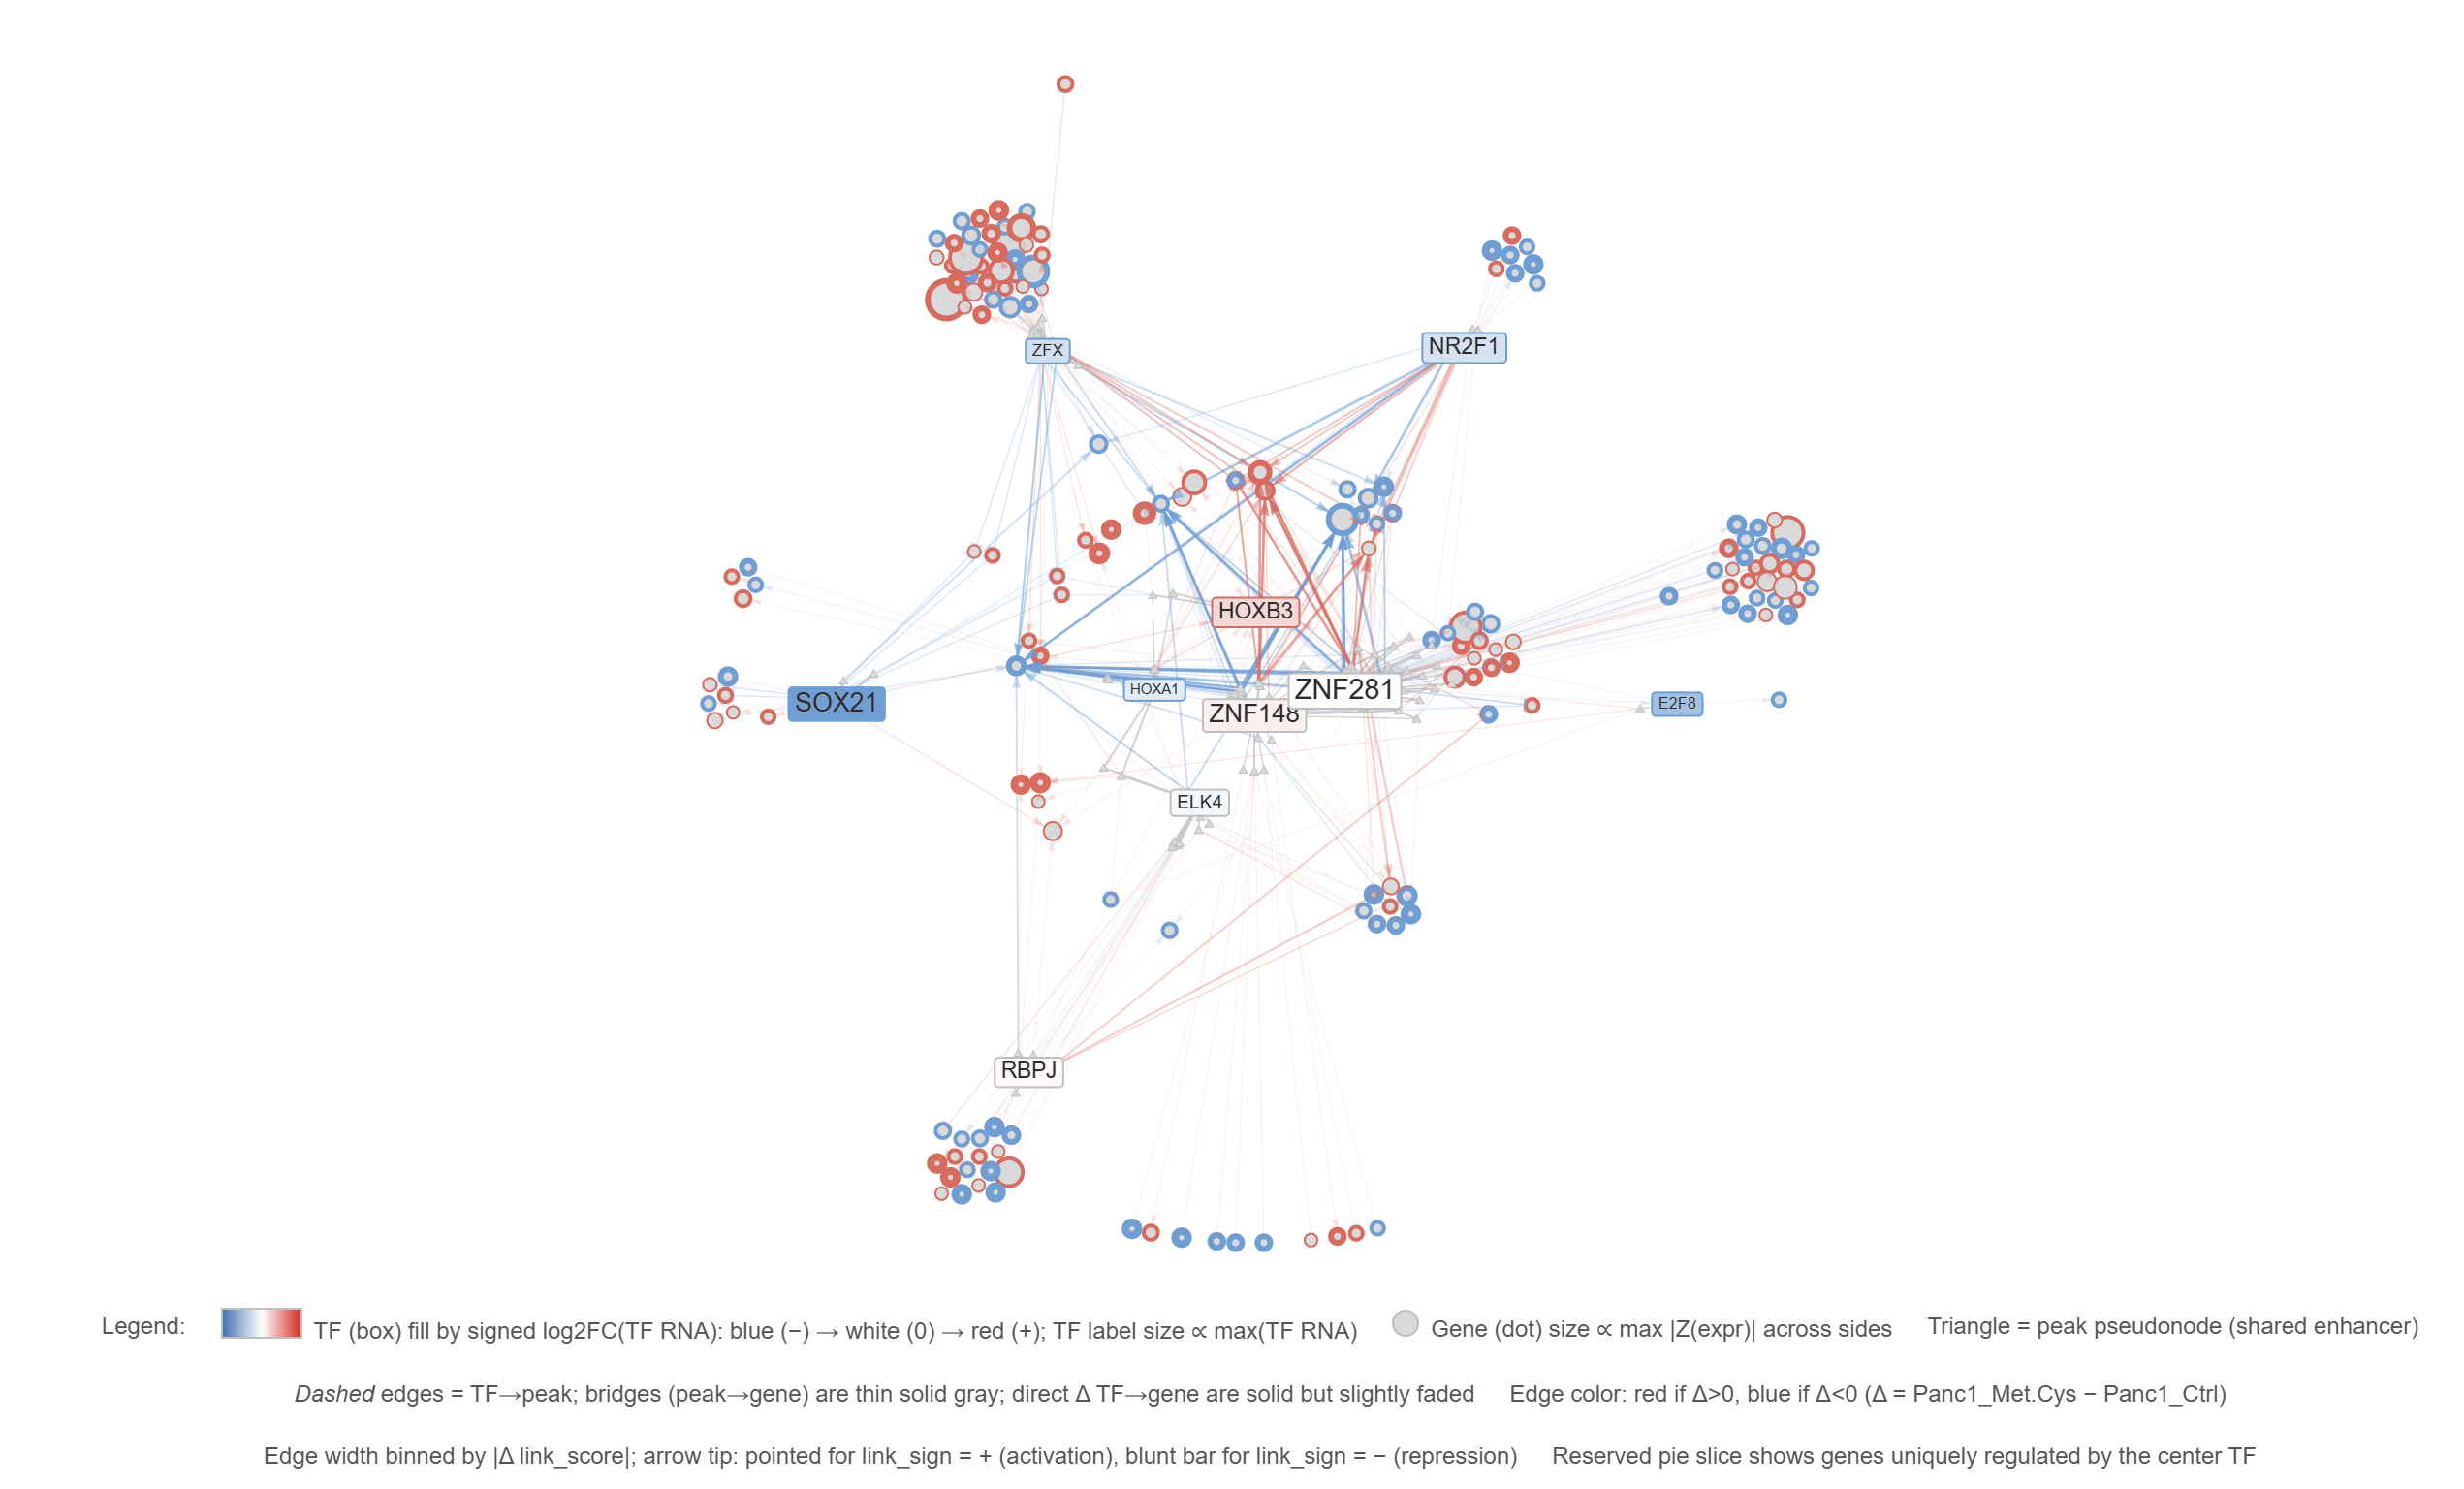 ZFX
NR2F1
HOXB3
HOXA1
ZNF281
SOX21
E2F8
ZNF148
ELK4
RBPJ
Legend:
TF (box) fill by signed log2FC(TF RNA): blue (−) → white (0) → red (+); TF label size ∝ max(TF RNA)
Gene (dot) size ∝ max |Z(expr)| across sides
Triangle = peak pseudonode (shared enhancer)
Dashed edges = TF→peak; bridges (peak→gene) are thin solid gray; direct Δ TF→gene are solid but slightly faded
Edge color: red if Δ>0, blue if Δ<0 (Δ = Panc1_Met.Cys − Panc1_Ctrl)
Edge width binned by |Δ link_score|; arrow tip: pointed for link_sign = + (activation), blunt bar for link_sign = − (repression)
Reserved pie slice shows genes uniquely regulated by the center TF